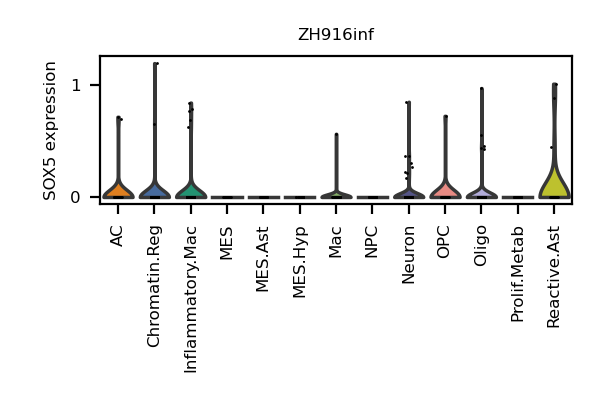 ZH916inf
SOX5 expression
1
0
AC
Chromatin.Reg
Inflammatory.Mac
MES
MES.Ast
MES.Hyp
Mac
NPC
Neuron
OPC
Oligo
Prolif.Metab
Reactive.Ast